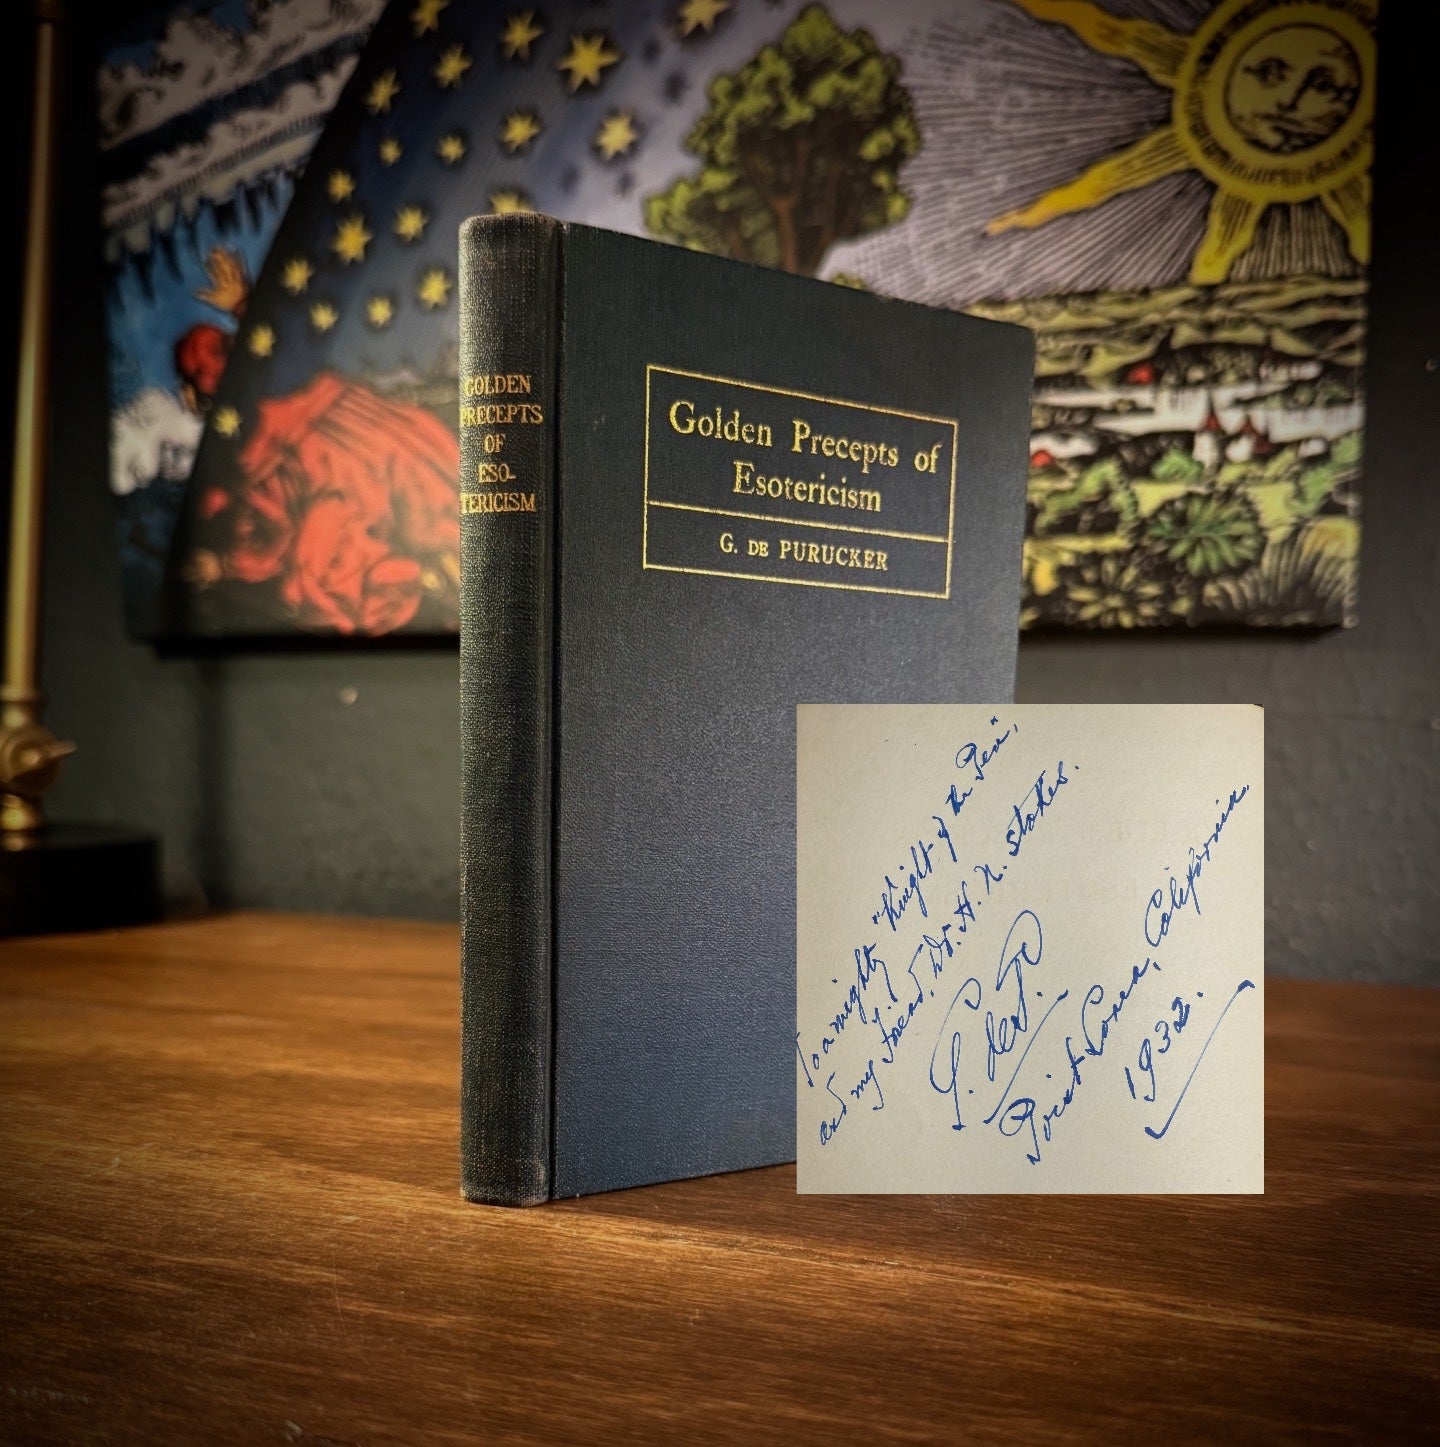 GOLDEN
PRECEPTS
OF
ESO-
TERICISM
Golden Precepts of
Esotericism
G. DE PURUCKER
To a mighty "Knight of the Pen",
and my friend, Dr. H. N. Stokes.
G. de P.
Point Loma, California.
1932.